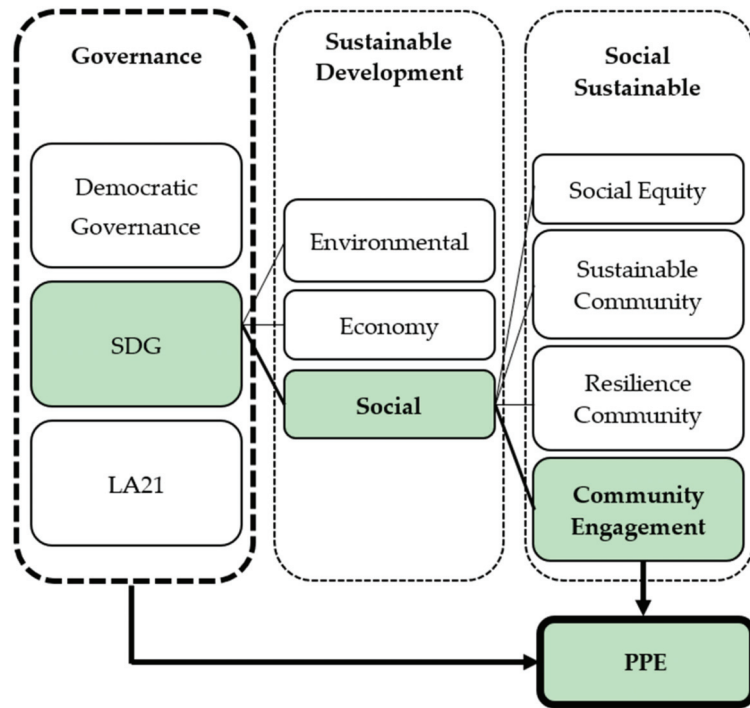 Governance
Democratic
Governance
SDG
LA21
Sustainable
Development
Environmental
Economy
Social
Social
Sustainable
Social Equity
Sustainable
Community
Resilience
Community
Community
Engagement
PPE